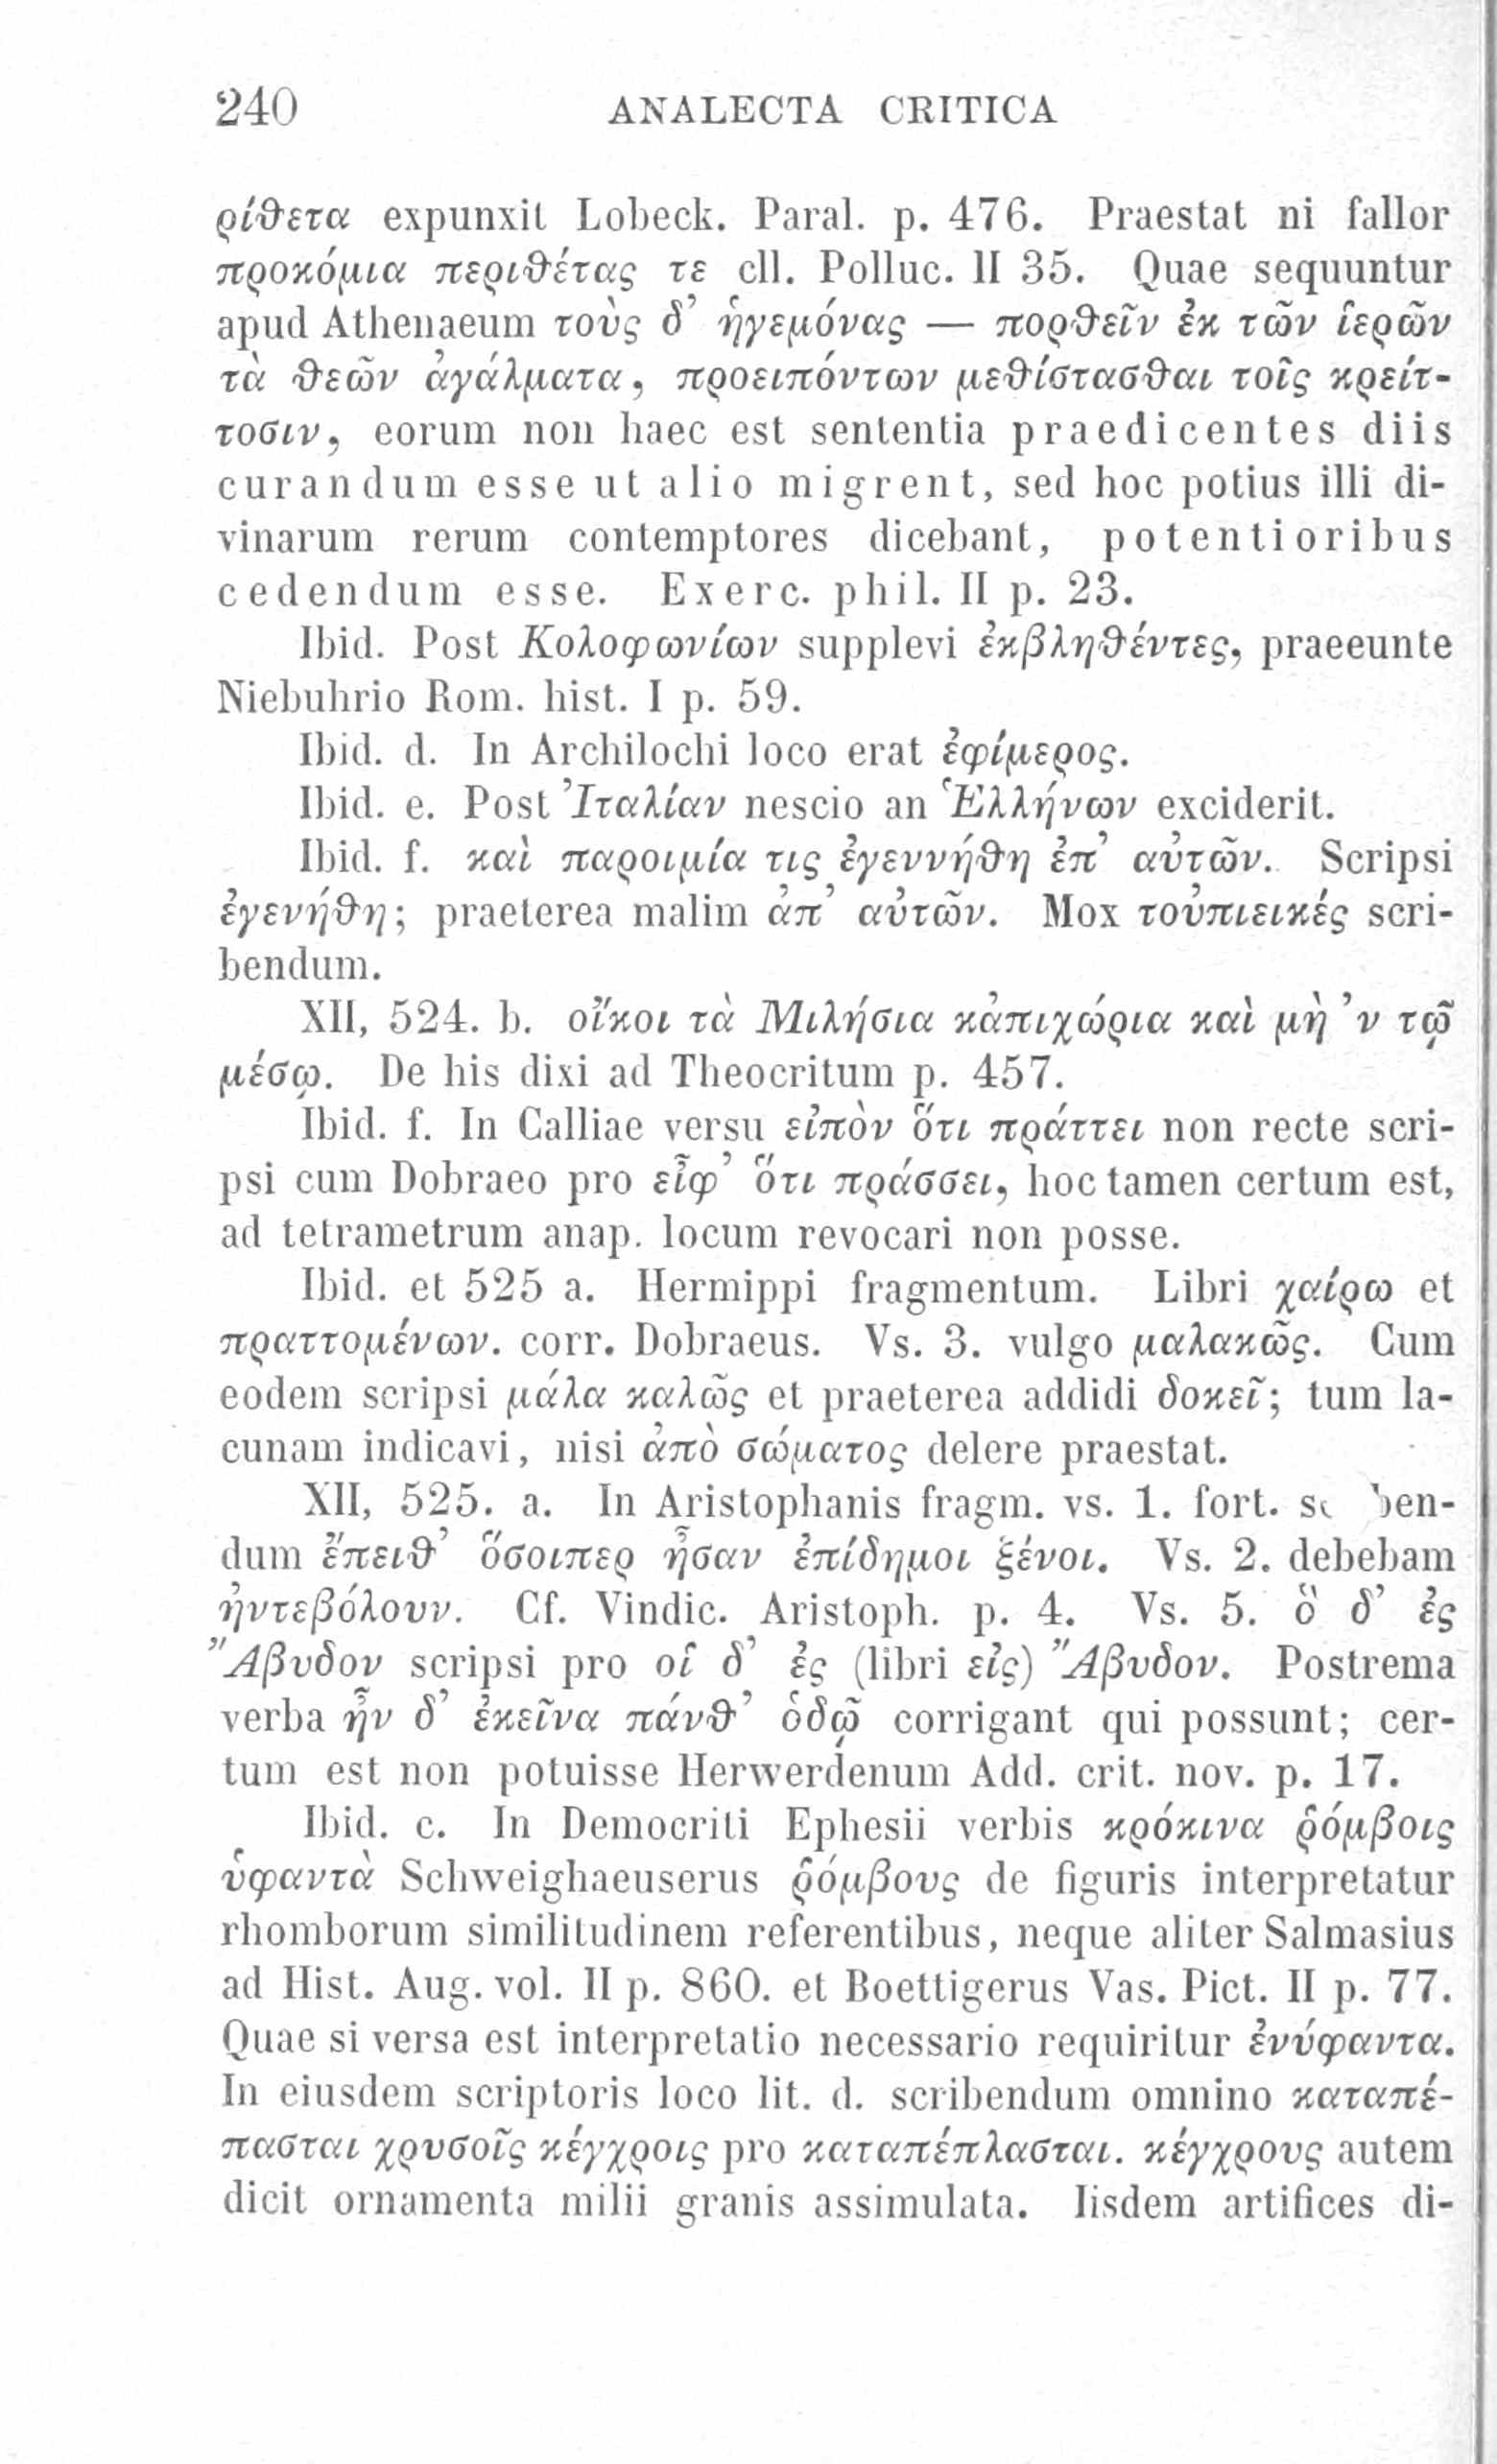 240 ANALECTA CRITICA
ρίθετα expunxit Lobeck. Paral. p. 476. Praestat ni fallor
προκόμια περιθέτας τε cll. Polluc. II 35. Quae sequuntur
apud Athenaeum τοὺς δ’ ἡγεμόνας — πορθεῖν ἐκ τῶν ἱερῶν
τὰ θεῶν ἀγάλματα, προειπόντων μεθίστασθαι τοῖς κρείτ-
τοσιν, eorum non haec est sententia praedicentes diis
curandum esse ut alio migrent, sed hoc potius illi di-
vinarum rerum contemptores dicebant, potentioribus
cedendum esse. Exerc. phil. II p. 23.
Ibid. Post Κολοφωνίων supplevi ἐκβληθέντες, praeeunte
Niebuhrio Rom. hist. I p. 59.
Ibid. d. In Archilochi loco erat ἐφίμερος.
Ibid. e. Post Ἰταλίαν nescio an Ἑλλήνων exciderit.
Ibid. f. καὶ παροιμία τις ἐγεννήθη ἐπ’ αὐτῶν. Scripsi
ἐγενήθη; praeterea malim ἀπ’ αὐτῶν. Mox τοὐπιεικές scri-
bendum.
XII, 524. b. οἴκοι τὰ Μιλήσια κἀπιχώρια καὶ μὴ ’ν τῷ
μέσῳ. De his dixi ad Theocritum p. 457.
Ibid. f. In Calliae versu εἰπὸν ὅτι πράττει non recte scri-
psi cum Dobraeo pro εἶφ’ ὅτι πράσσει, hoc tamen certum est,
ad tetrametrum anap. locum revocari non posse.
Ibid. et 525 a. Hermippi fragmentum. Libri χαίρω et
πραττομένων. corr. Dobraeus. Vs. 3. vulgo μαλακῶς. Cum
eodem scripsi μάλα καλῶς et praeterea addidi δοκεῖ; tum la-
cunam indicavi, nisi ἀπὸ σώματος delere praestat.
XII, 525. a. In Aristophanis fragm. vs. 1. fort.
dum ἔπειθ’ ὅσοιπερ ἦσαν ἐπίδημοι ξένοι. Vs. 2. debebam
ἠντεβόλουν. Cf. Vindic. Aristoph. p. 4. Vs. 5. ὃ δ’ ἐς
Ἄβυδον scripsi pro οἱ δ’ ἐς (libri εἰς) Ἄβυδον. Postrema
verba ἦν δ’ ἐκεῖνα πάνθ’ ὁδῷ corrigant qui possunt; cer-
tum est non potuisse Herwerdenum Add. crit. nov. p. 17.
Ibid. c. In Democriti Ephesii verbis κρόκινα ῥόμβοις
ὑφαντὰ Schweighaeuserus ῥόμβους de figuris interpretatur
rhomborum similitudinem referentibus, neque aliter Salmasius
ad Hist. Aug. vol. II p. 860. et Boettigerus Vas. Pict. II p. 77.
Quae si versa est interpretatio necessario requiritur ἐνύφαντα.
In eiusdem scriptoris loco lit. d. scribendum omnino καταπέ-
πασται χρυσοῖς κέγχροις pro καταπέπλασται. κέγχρους autem
dicit ornamenta milii granis assimulata. Iisdem artifices di-